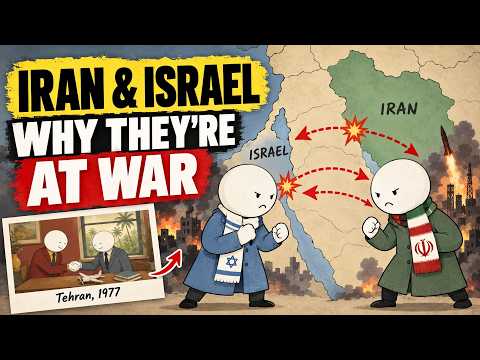 IRAN & ISRAEL
WHY THEY'RE
AT WAR
ISRAEL
IRAN
Tehran, 1977